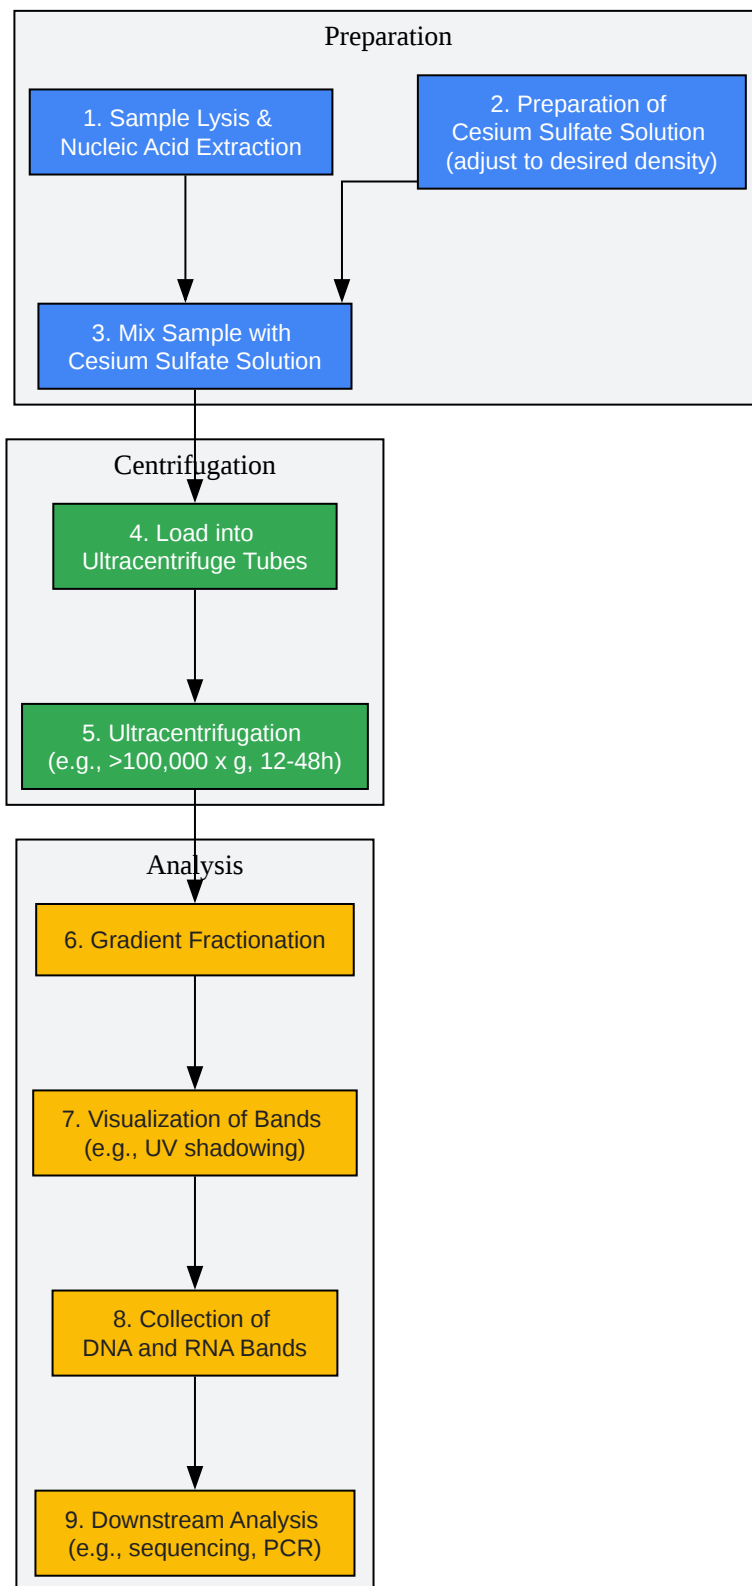 Preparation
1. Sample Lysis &
Nucleic Acid Extraction
2. Preparation of
Cesium Sulfate Solution
(adjust to desired density)
3. Mix Sample with
Cesium Sulfate Solution
Centrifugation
4. Load into
Ultracentrifuge Tubes
5. Ultracentrifugation
(e.g., >100,000 x g, 12-48h)
Analysis
6. Gradient Fractionation
7. Visualization of Bands
(e.g., UV shadowing)
8. Collection of
DNA and RNA Bands
9. Downstream Analysis
(e.g., sequencing, PCR)